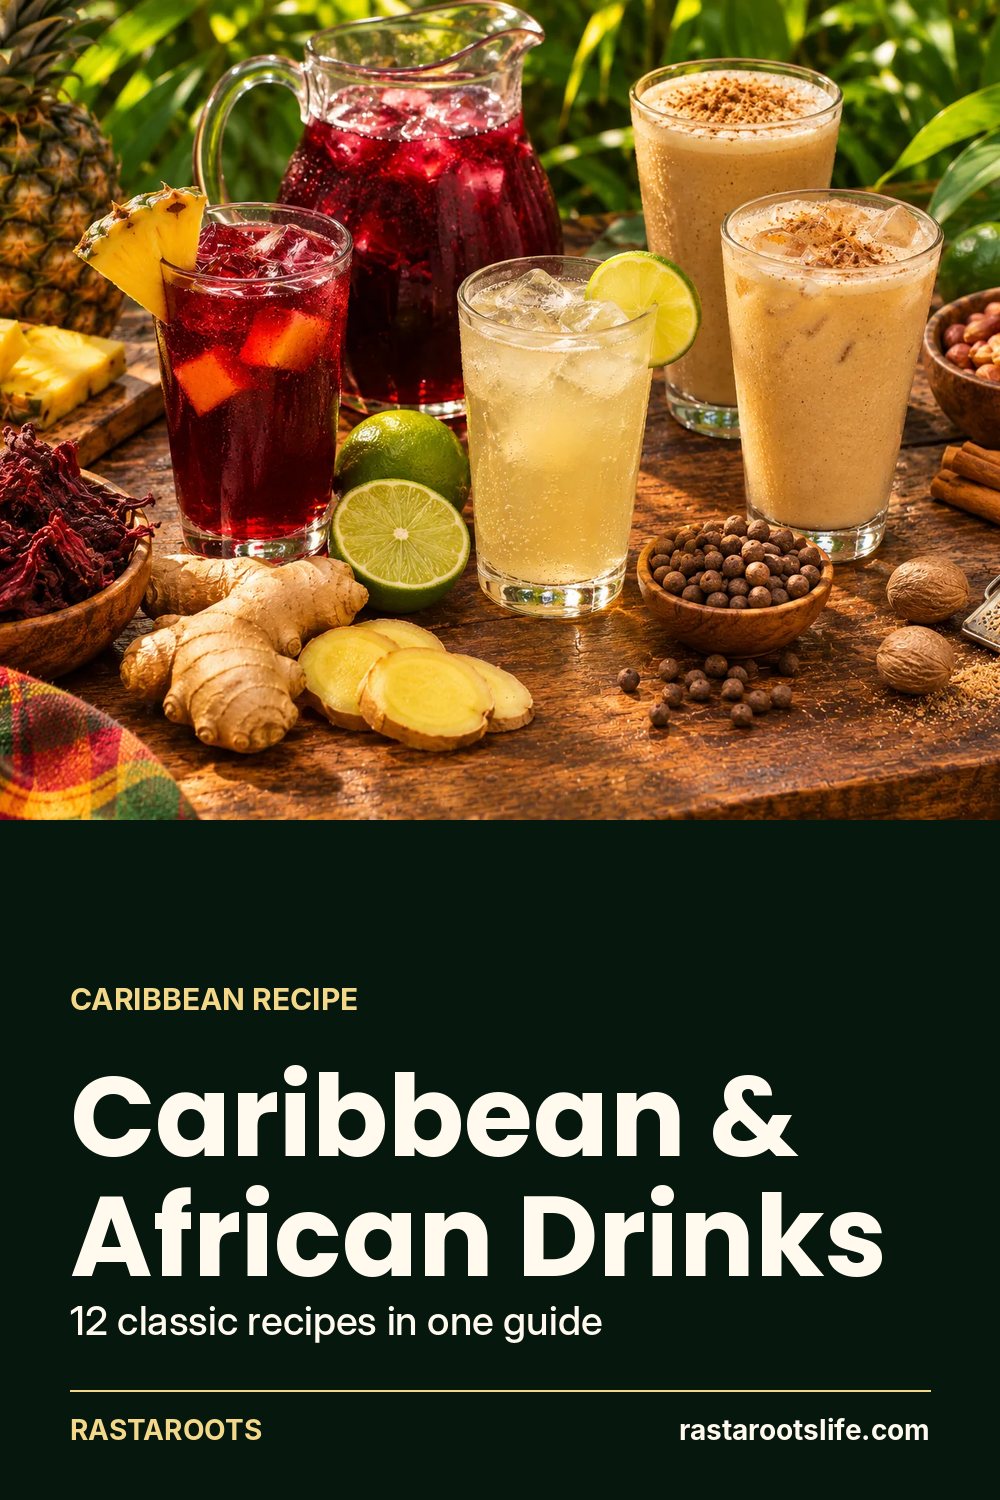 CARIBBEAN RECIPE
Caribbean &
African Drinks
12 classic recipes in one guide
RASTAROOTS
rastarootslife.com